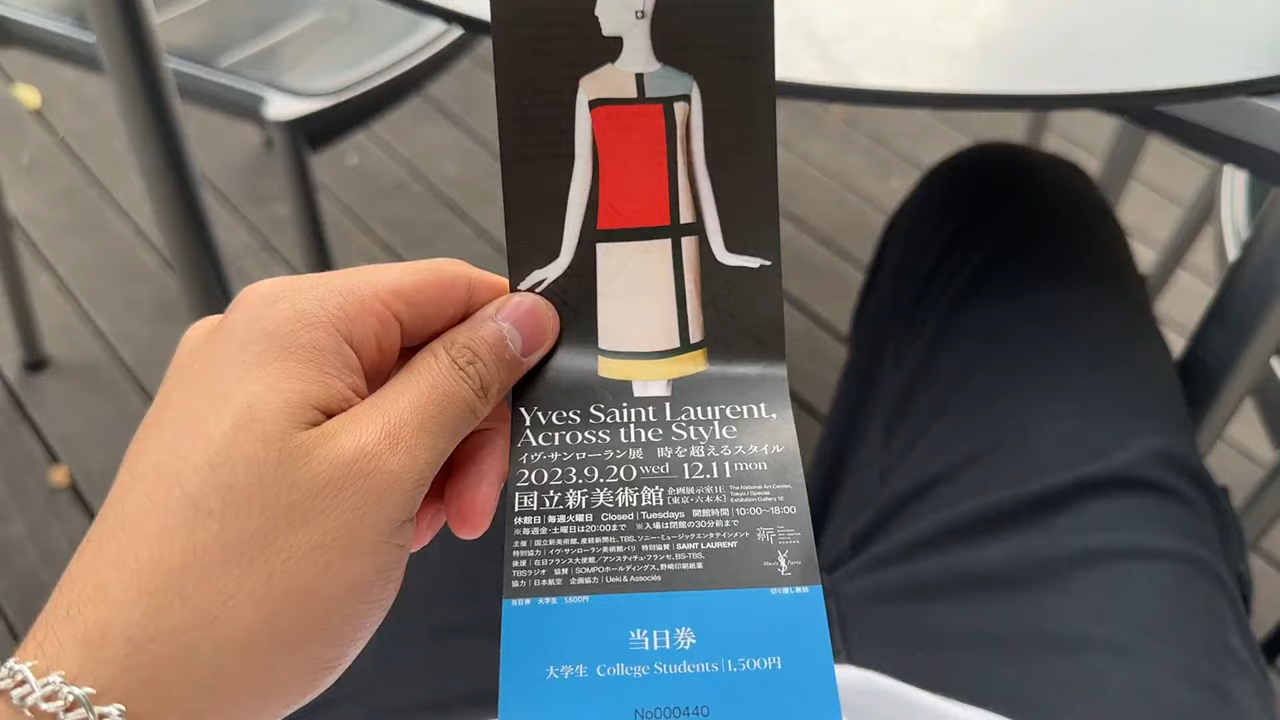 Yves Saint Laurent,
Across the Style
イヴ・サンローラン展 時を超えるスタイル
2023.9.20 wed 12.11 mon
国立新美術館 企画展示室1E [東京・六本木] The National Art Center, Tokyo / Special Exhibition Gallery 1E
休館日|毎週火曜日 Closed | Tuesdays 開館時間|10:00〜18:00
※毎週金・土曜日は20:00まで ※入場は閉館の30分前まで
主催|国立新美術館、産経新聞社、TBS、ソニー・ミュージックエンタテインメント
特別協力|イヴ・サンローラン美術館パリ 特別協賛|SAINT LAURENT
後援|在日フランス大使館/アンスティチュ・フランセ、BS-TBS、
TBSラジオ 協賛|SOMPOホールディングス、野崎印刷紙業
協力|日本航空 企画協力|Ueki & Associés
Musée YSL Paris
当日券 大学生 1,500円
切り離し無効
当日券
大学生 College Students | 1,500円
No000440